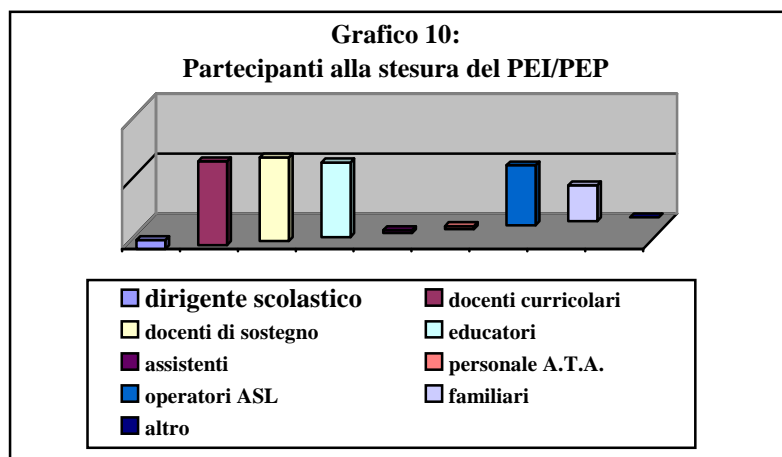 Grafico 10:
Partecipanti alla stesura del PEI/PEP
dirigente scolastico
docenti curricolari
docenti di sostegno
educatori
assistenti
personale A.T.A.
operatori ASL
familiari
altro